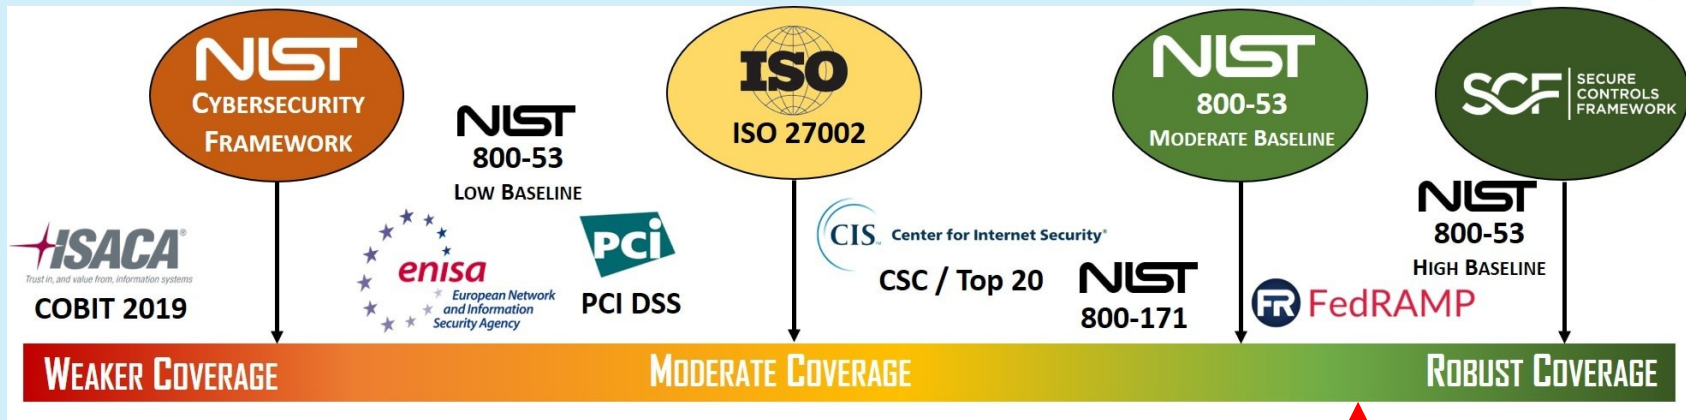 NIST
CYBERSECURITY
FRAMEWORK
NIST
800-53
LOW BASELINE
ISO
ISO 27002
NIST
800-53
MODERATE BASELINE
SCF
SECURE
CONTROLS
FRAMEWORK
ISACA®
Trust in, and value from, information systems
COBIT 2019
enisa
European Network
and Information
Security Agency
PCi
PCI DSS
CIS™ Center for Internet Security®
CSC / Top 20
NIST
800-171
FR FedRAMP
NIST
800-53
HIGH BASELINE
WEAKER COVERAGE
MODERATE COVERAGE
ROBUST COVERAGE